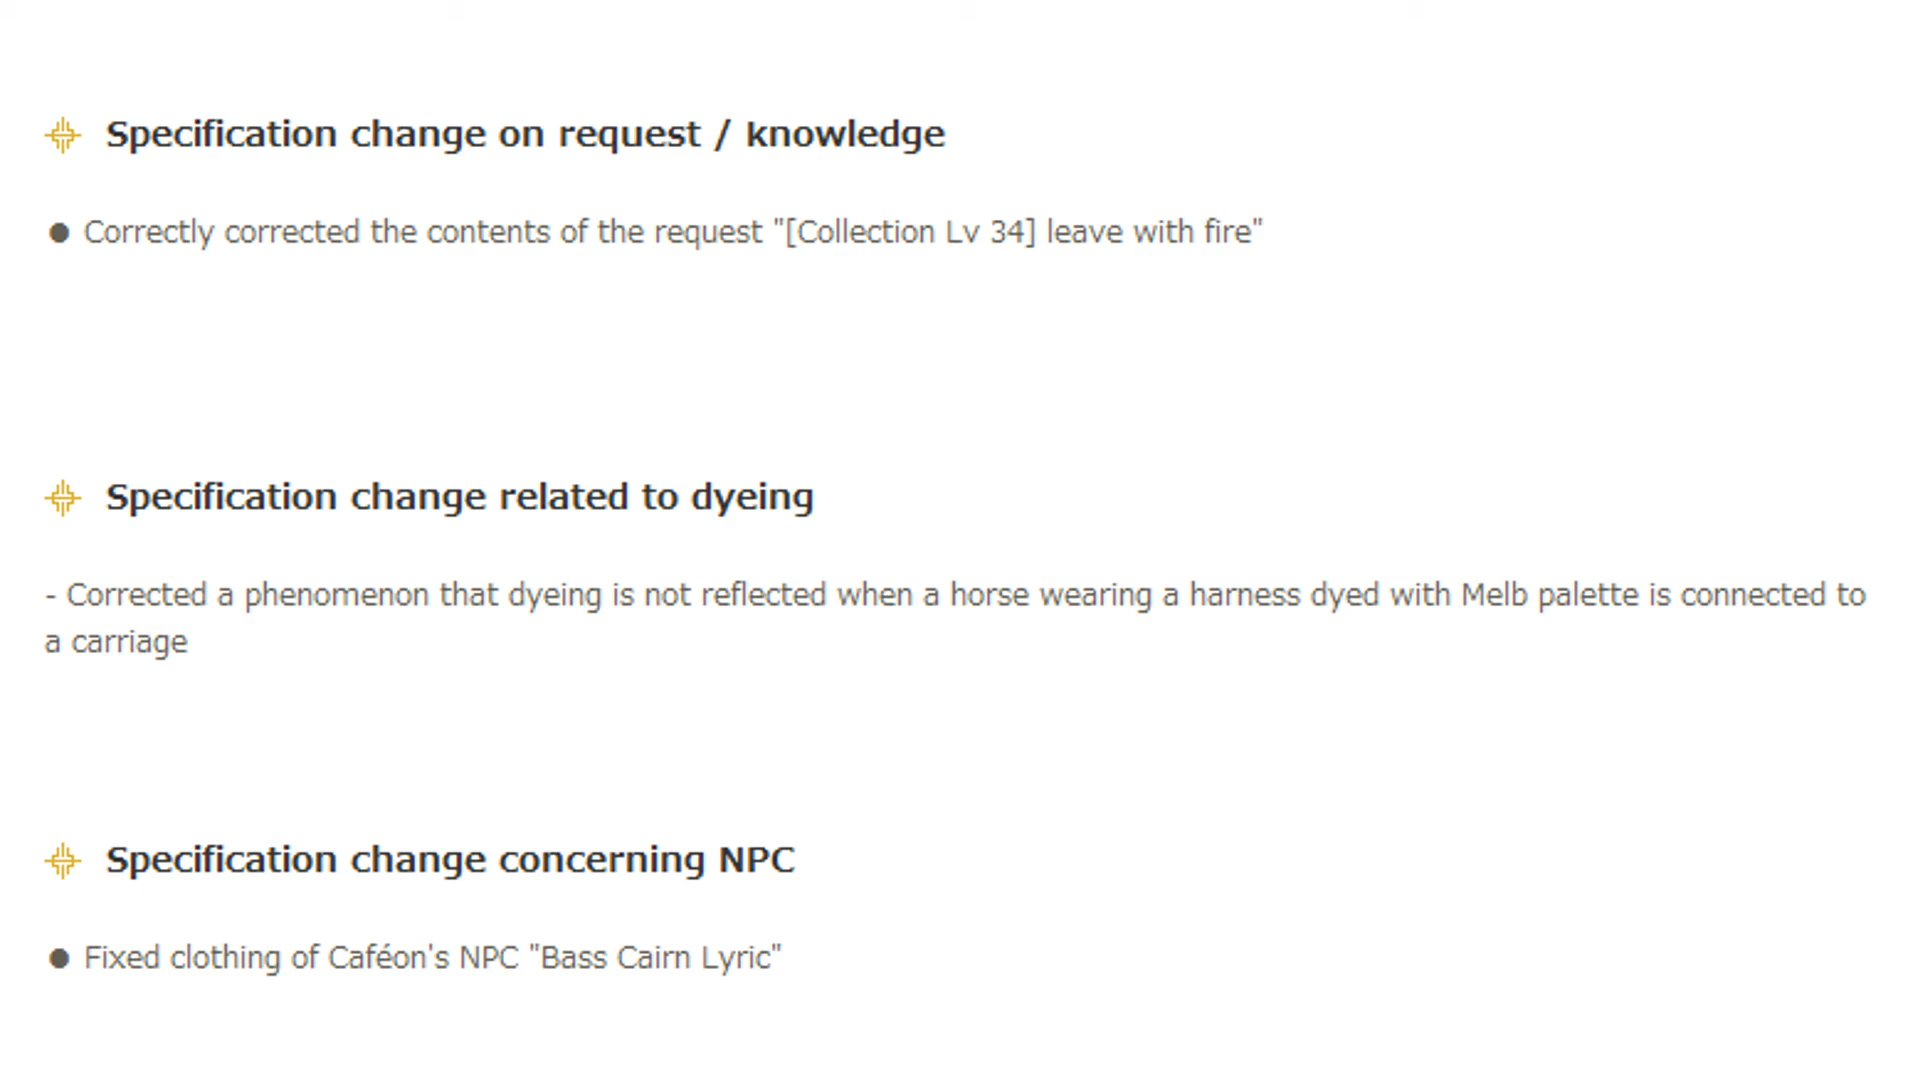 Specification change on request / knowledge
● Correctly corrected the contents of the request "[Collection Lv 34] leave with fire"
Specification change related to dyeing
- Corrected a phenomenon that dyeing is not reflected when a horse wearing a harness dyed with Melb palette is connected to
a carriage
Specification change concerning NPC
● Fixed clothing of Caféon's NPC "Bass Cairn Lyric"